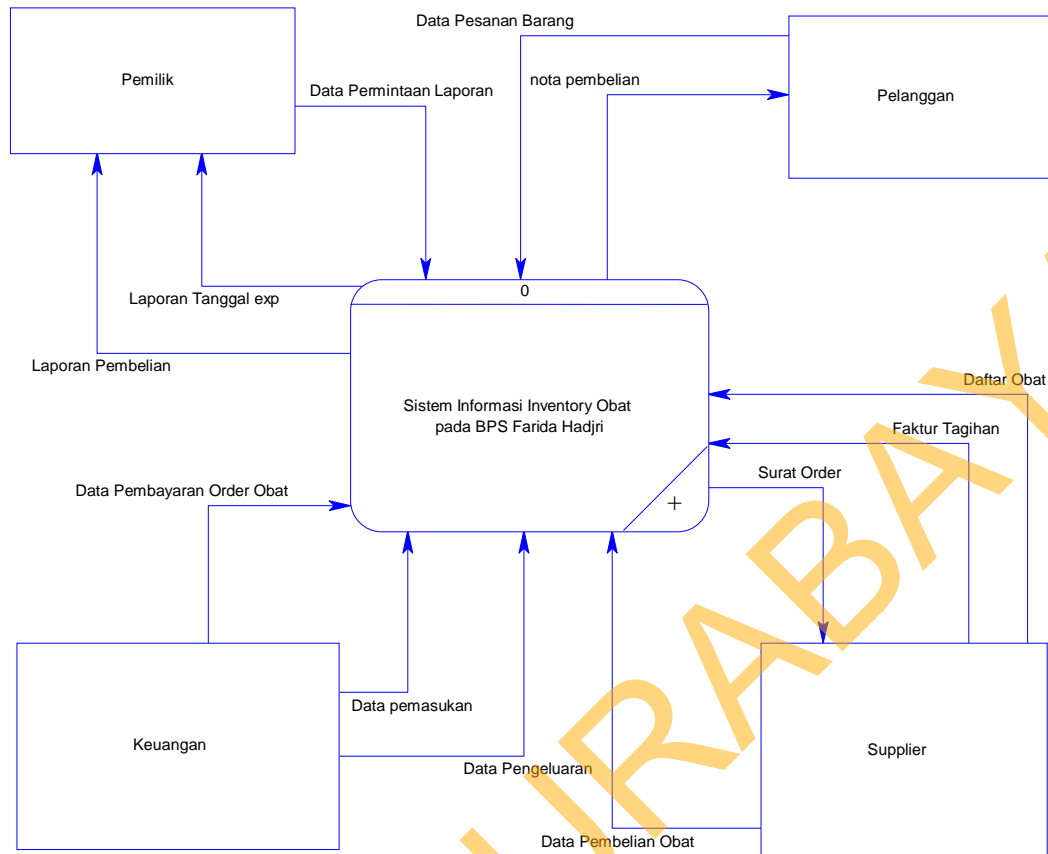 Data Pesanan Barang
Pemilik
nota pembelian
Data Permintaan Laporan
Pelanggan
0
Laporan Tanggal exp
Laporan Pembelian
Daftar Obat
Sistem Informasi Inventory Obat
pada BPS Farida Hadjri
Faktur Tagihan
Surat Order
Data Pembayaran Order Obat
+
Data pemasukan
Keuangan
Supplier
Data Pengeluaran
Data Pembelian Obat
URABAY